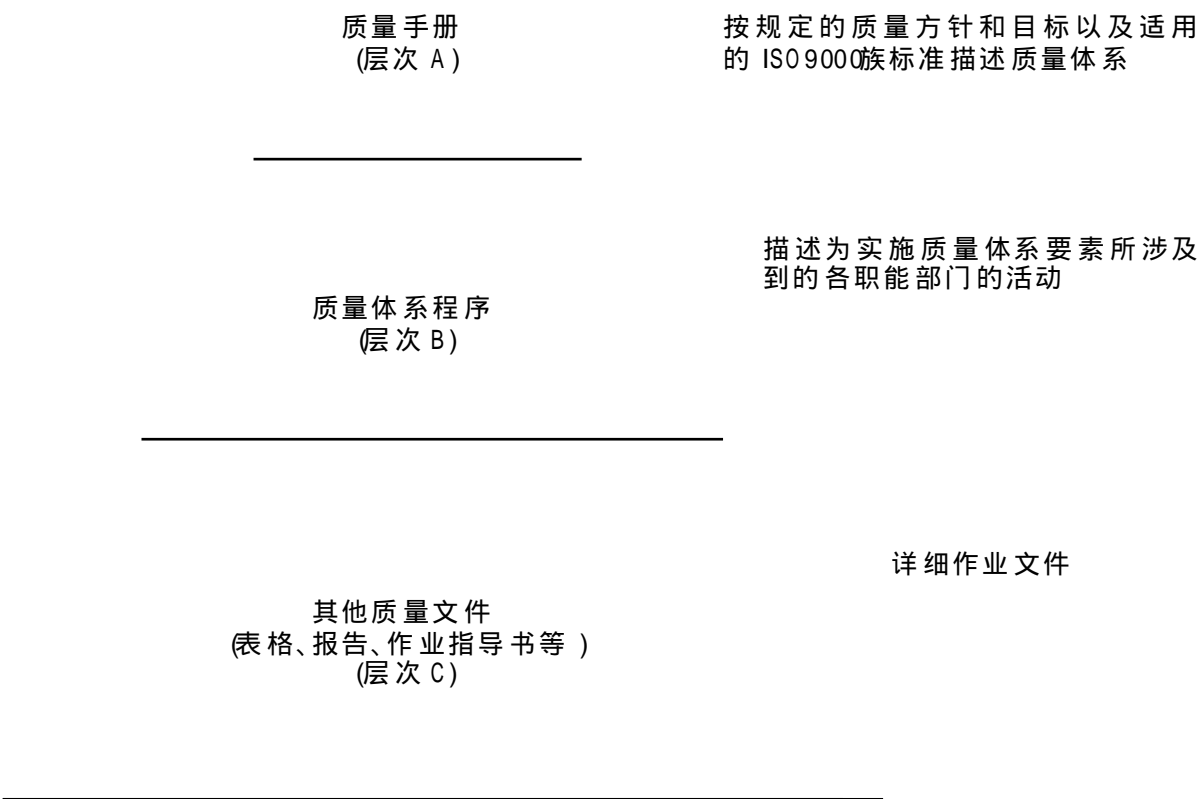 质量手册
(层次 A)
按规定的质量方针和目标以及适用
的 ISO9000族标准描述质量体系
描述为实施质量体系要素所涉及
到的各职能部门的活动
质量体系程序
(层次 B)
详细作业文件
其他质量文件
(表格、报告、作业指导书等)
(层次 C)